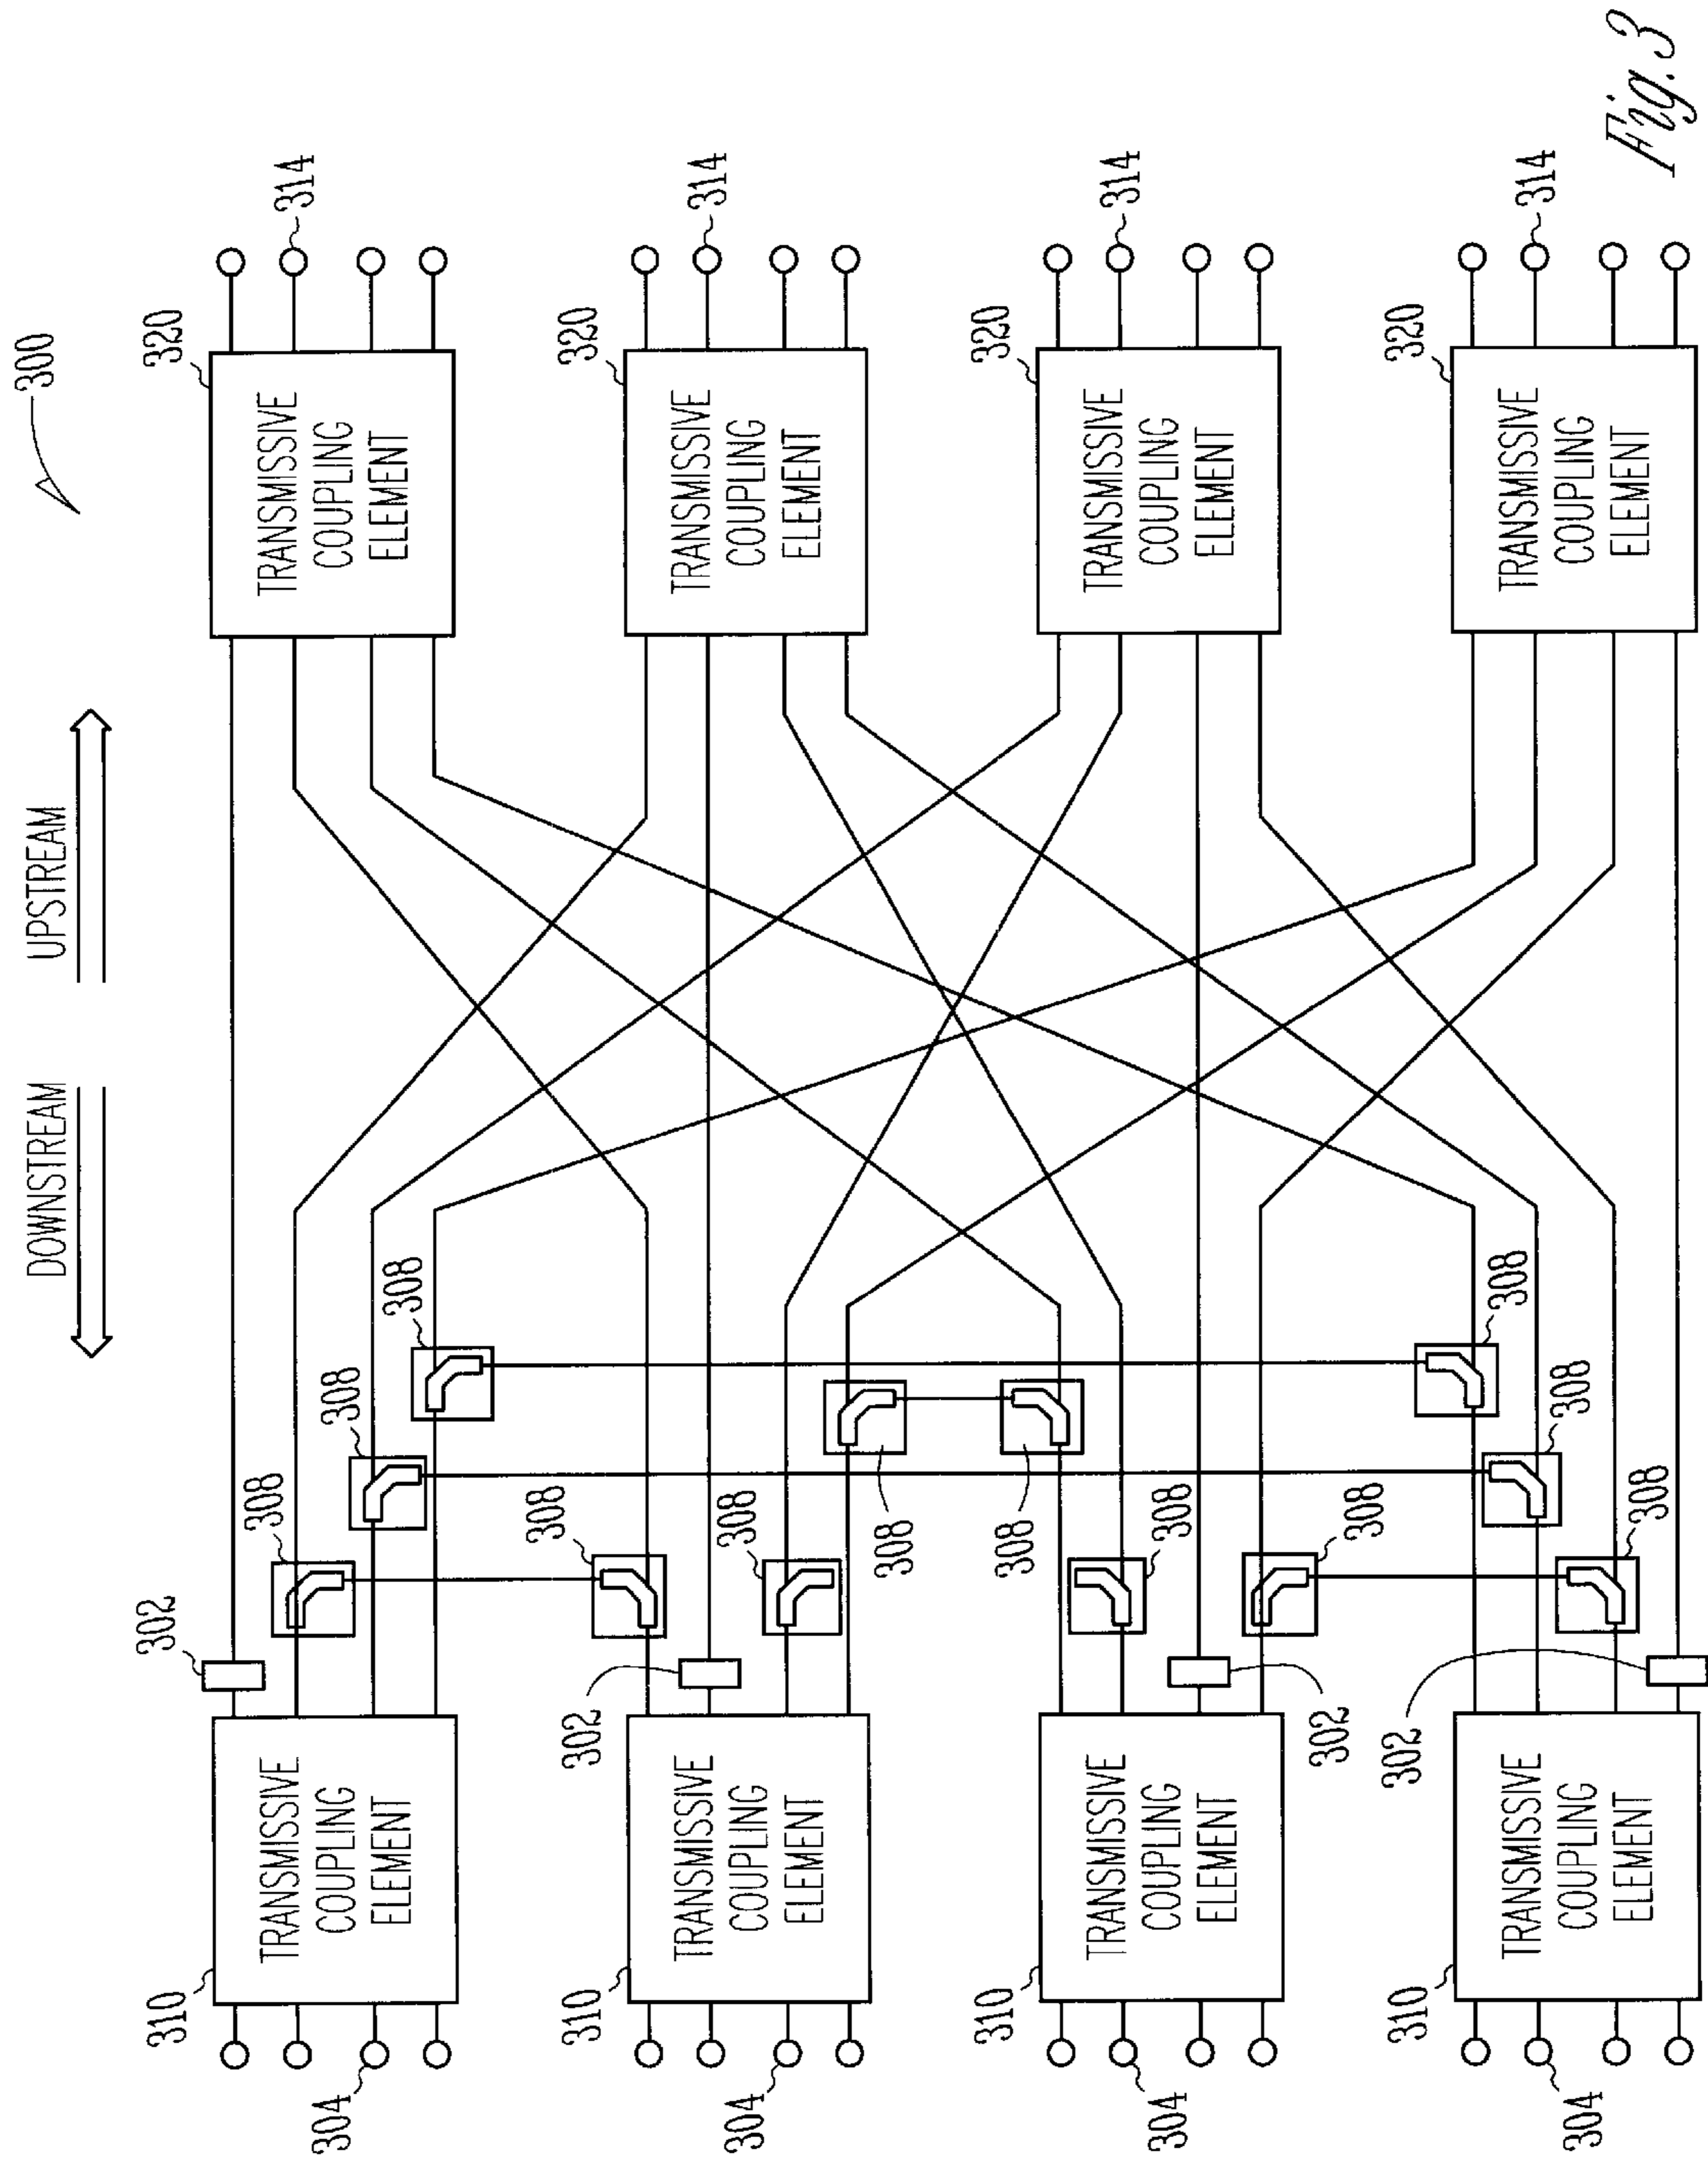 DOWNSTREAM
UPSTREAM
300
310
302
308
308
308
320
TRANSMISSIVE
COUPLING
ELEMENT
TRANSMISSIVE
COUPLING
ELEMENT
304
314
310
302
308
308
308
320
TRANSMISSIVE
COUPLING
ELEMENT
TRANSMISSIVE
COUPLING
ELEMENT
304
314
310
302
308
308
308
320
TRANSMISSIVE
COUPLING
ELEMENT
TRANSMISSIVE
COUPLING
ELEMENT
304
314
310
302
308
308
308
320
TRANSMISSIVE
COUPLING
ELEMENT
TRANSMISSIVE
COUPLING
ELEMENT
304
314
Fig. 3